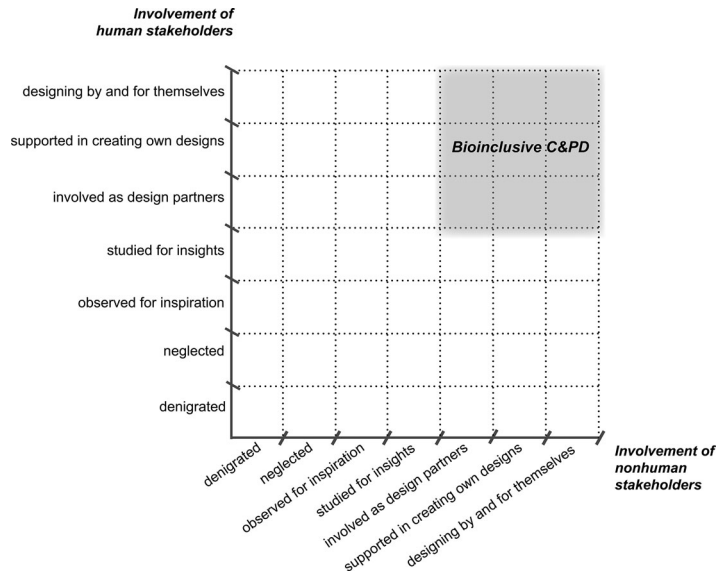 Involvement of
human stakeholders
designing by and for themselves
supported in creating own designs
Bioinclusive C&PD
involved as design partners
studied for insights
observed for inspiration
neglected
denigrated
denigrated
neglected
observed for inspiration
studied for insights
involved as design partners
supported in creating own designs
designing by and for themselves
Involvement of
nonhuman
stakeholders